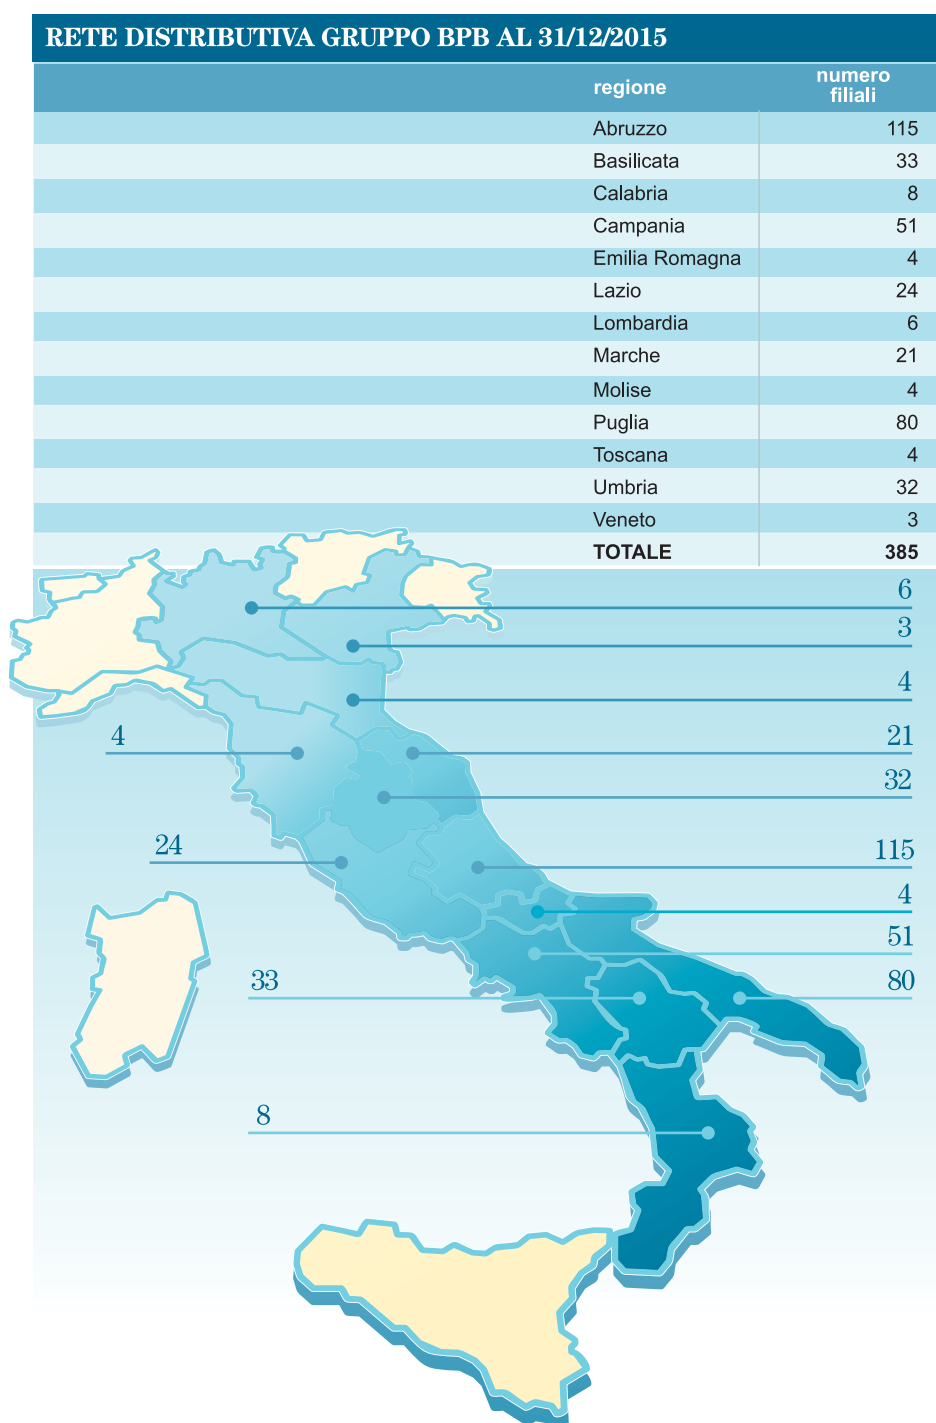 RETE DISTRIBUTIVA GRUPPO BPB AL 31/12/2015
regione numero filiali
Abruzzo 115
Basilicata 33
Calabria 8
Campania 51
Emilia Romagna 4
Lazio 24
Lombardia 6
Marche 21
Molise 4
Puglia 80
Toscana 4
Umbria 32
Veneto 3
TOTALE 385
6
3
4
4 21
32
24 115
4
51
33 80
8